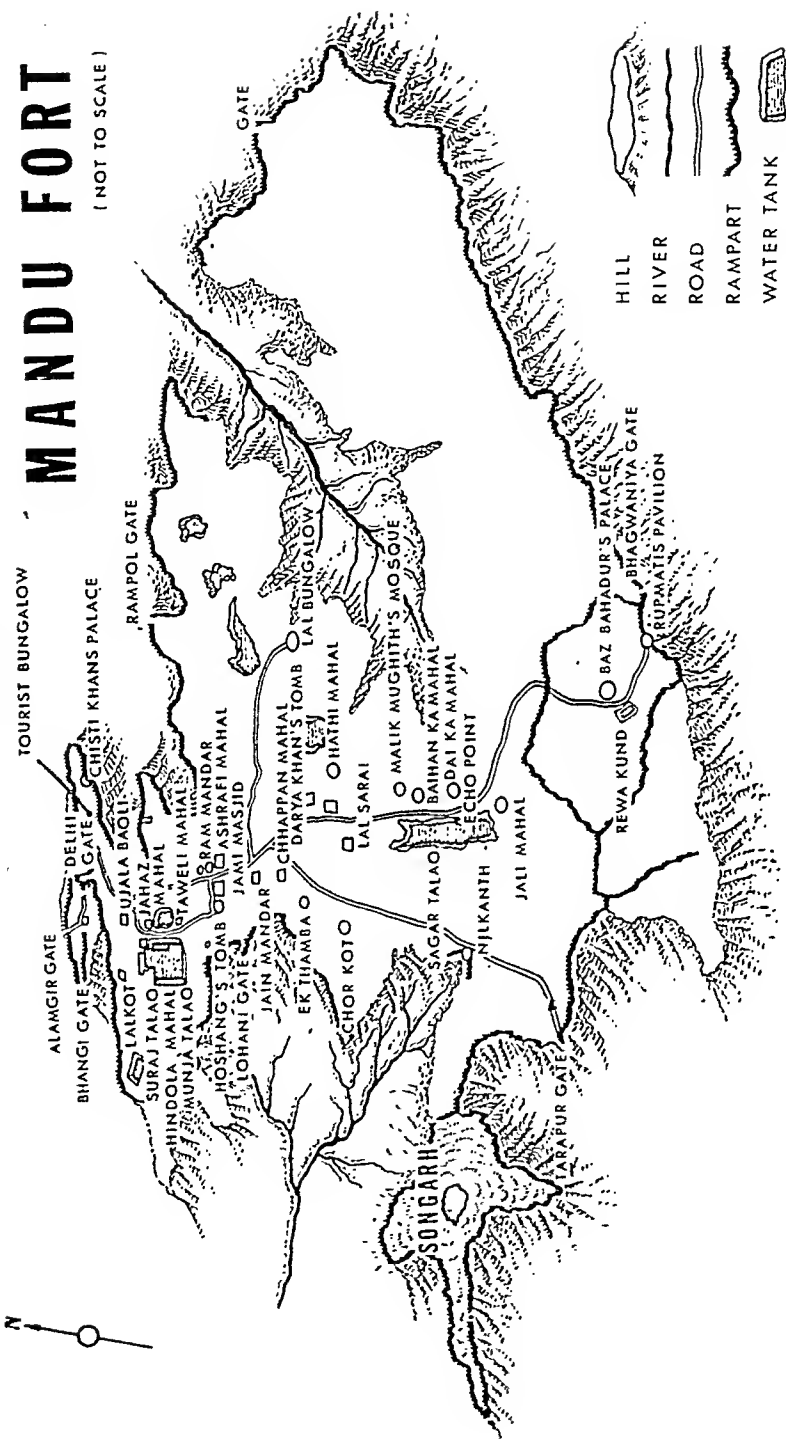 MANDU FORT
( NOT TO SCALE )
TOURIST BUNGALOW
ALAMGIR GATE
DELHI
GATE
CHISTI KHANS PALACE
BHANGI GATE
RAMPOL GATE
GATE
LALKOT
UJALA BAOLI
SURAJ TALAO
JAHAZ
MAHAL
HINDOLA MAHAL
TAWELI MAHAL
MUNJA TALAO
RAM MANDAR
HOSHANG'S TOMB
ASHRAFI MAHAL
LOHANI GATE
JAMI MASJID
JAIN MANDAR
LAL BUNGALOW
CHHAPPAN MAHAL
EK THAMBA
DARYA KHAN'S TOMB
HATHI MAHAL
CHOR KOT
LAL SARAI
MALIK MUGHITH'S MOSQUE
BAIHAN KA MAHAL
SAGAR TALAO
DAI KA MAHAL
ECHO POINT
NILKANTH
JALI MAHAL
SONGARH
TARAPUR GATE
REWA KUND
BAZ BAHADUR'S PALACE
BHAGWANIYA GATE
RUPMATIS PAVILION
N
HILL
RIVER
ROAD
RAMPART
WATER TANK